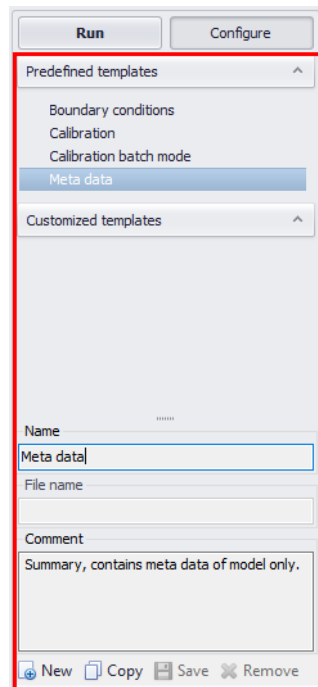 Run Configure
Predefined templates
Boundary conditions
Calibration
Calibration batch mode
Meta data
Customized templates
Name
Meta data
File name
Comment
Summary, contains meta data of model only.
New Copy Save Remove